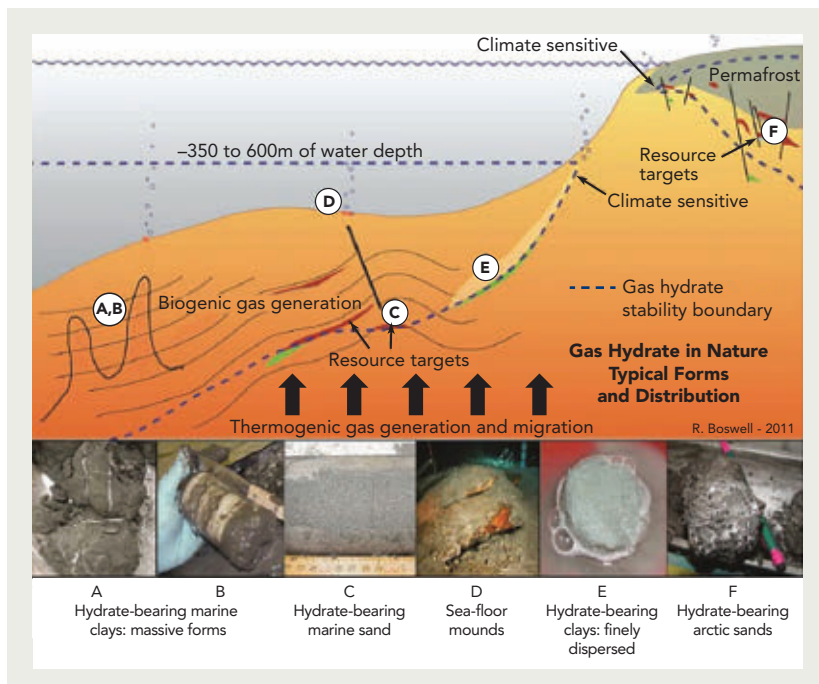 Climate sensitive
Permafrost
F
–350 to 600m of water depth
Resource
targets
D
Climate sensitive
E
Gas hydrate
stability boundary
A,B
Biogenic gas generation
C
Resource targets
Gas Hydrate in Nature
Typical Forms
and Distribution
Thermogenic gas generation and migration
R. Boswell - 2011
A
B
C
D
E
F
Hydrate-bearing marine
clays: massive forms
Hydrate-bearing
marine sand
Sea-floor
mounds
Hydrate-bearing
clays: finely
dispersed
Hydrate-bearing
arctic sands